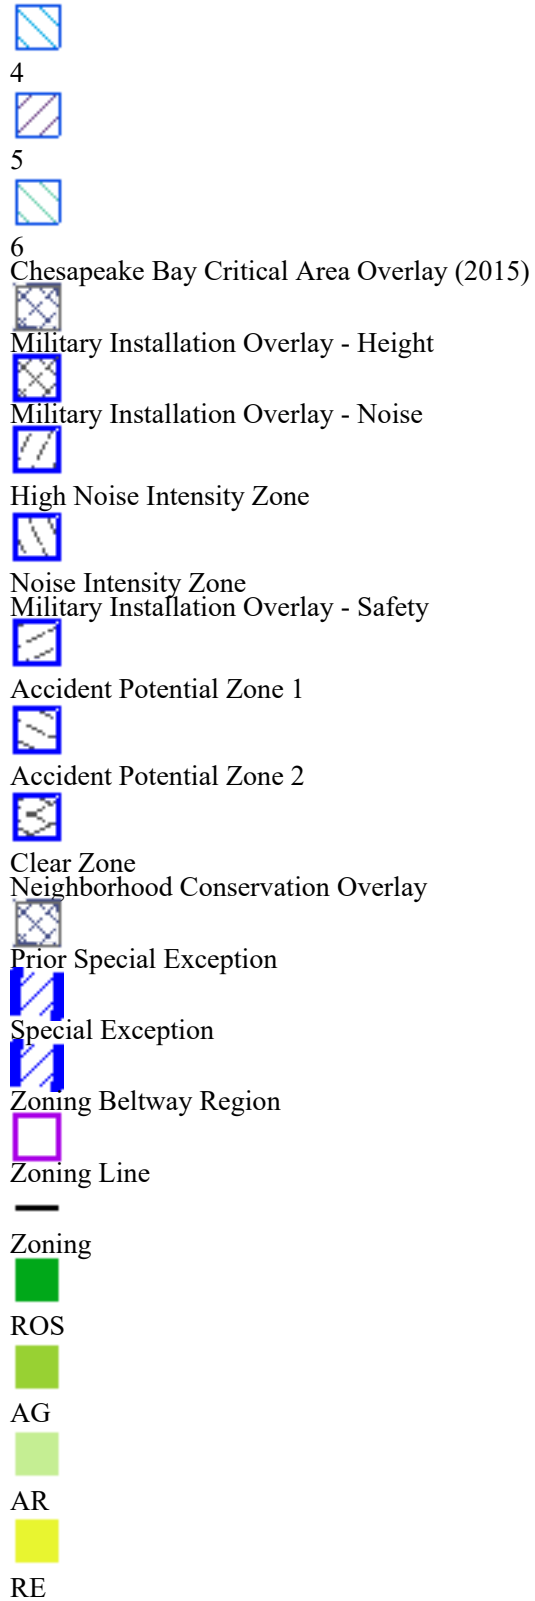 4
5
6
Chesapeake Bay Critical Area Overlay (2015)
Military Installation Overlay - Height
Military Installation Overlay - Noise
High Noise Intensity Zone
Noise Intensity Zone
Military Installation Overlay - Safety
Accident Potential Zone 1
Accident Potential Zone 2
Clear Zone
Neighborhood Conservation Overlay
Prior Special Exception
Special Exception
Zoning Beltway Region
Zoning Line
Zoning
ROS
AG
AR
RE